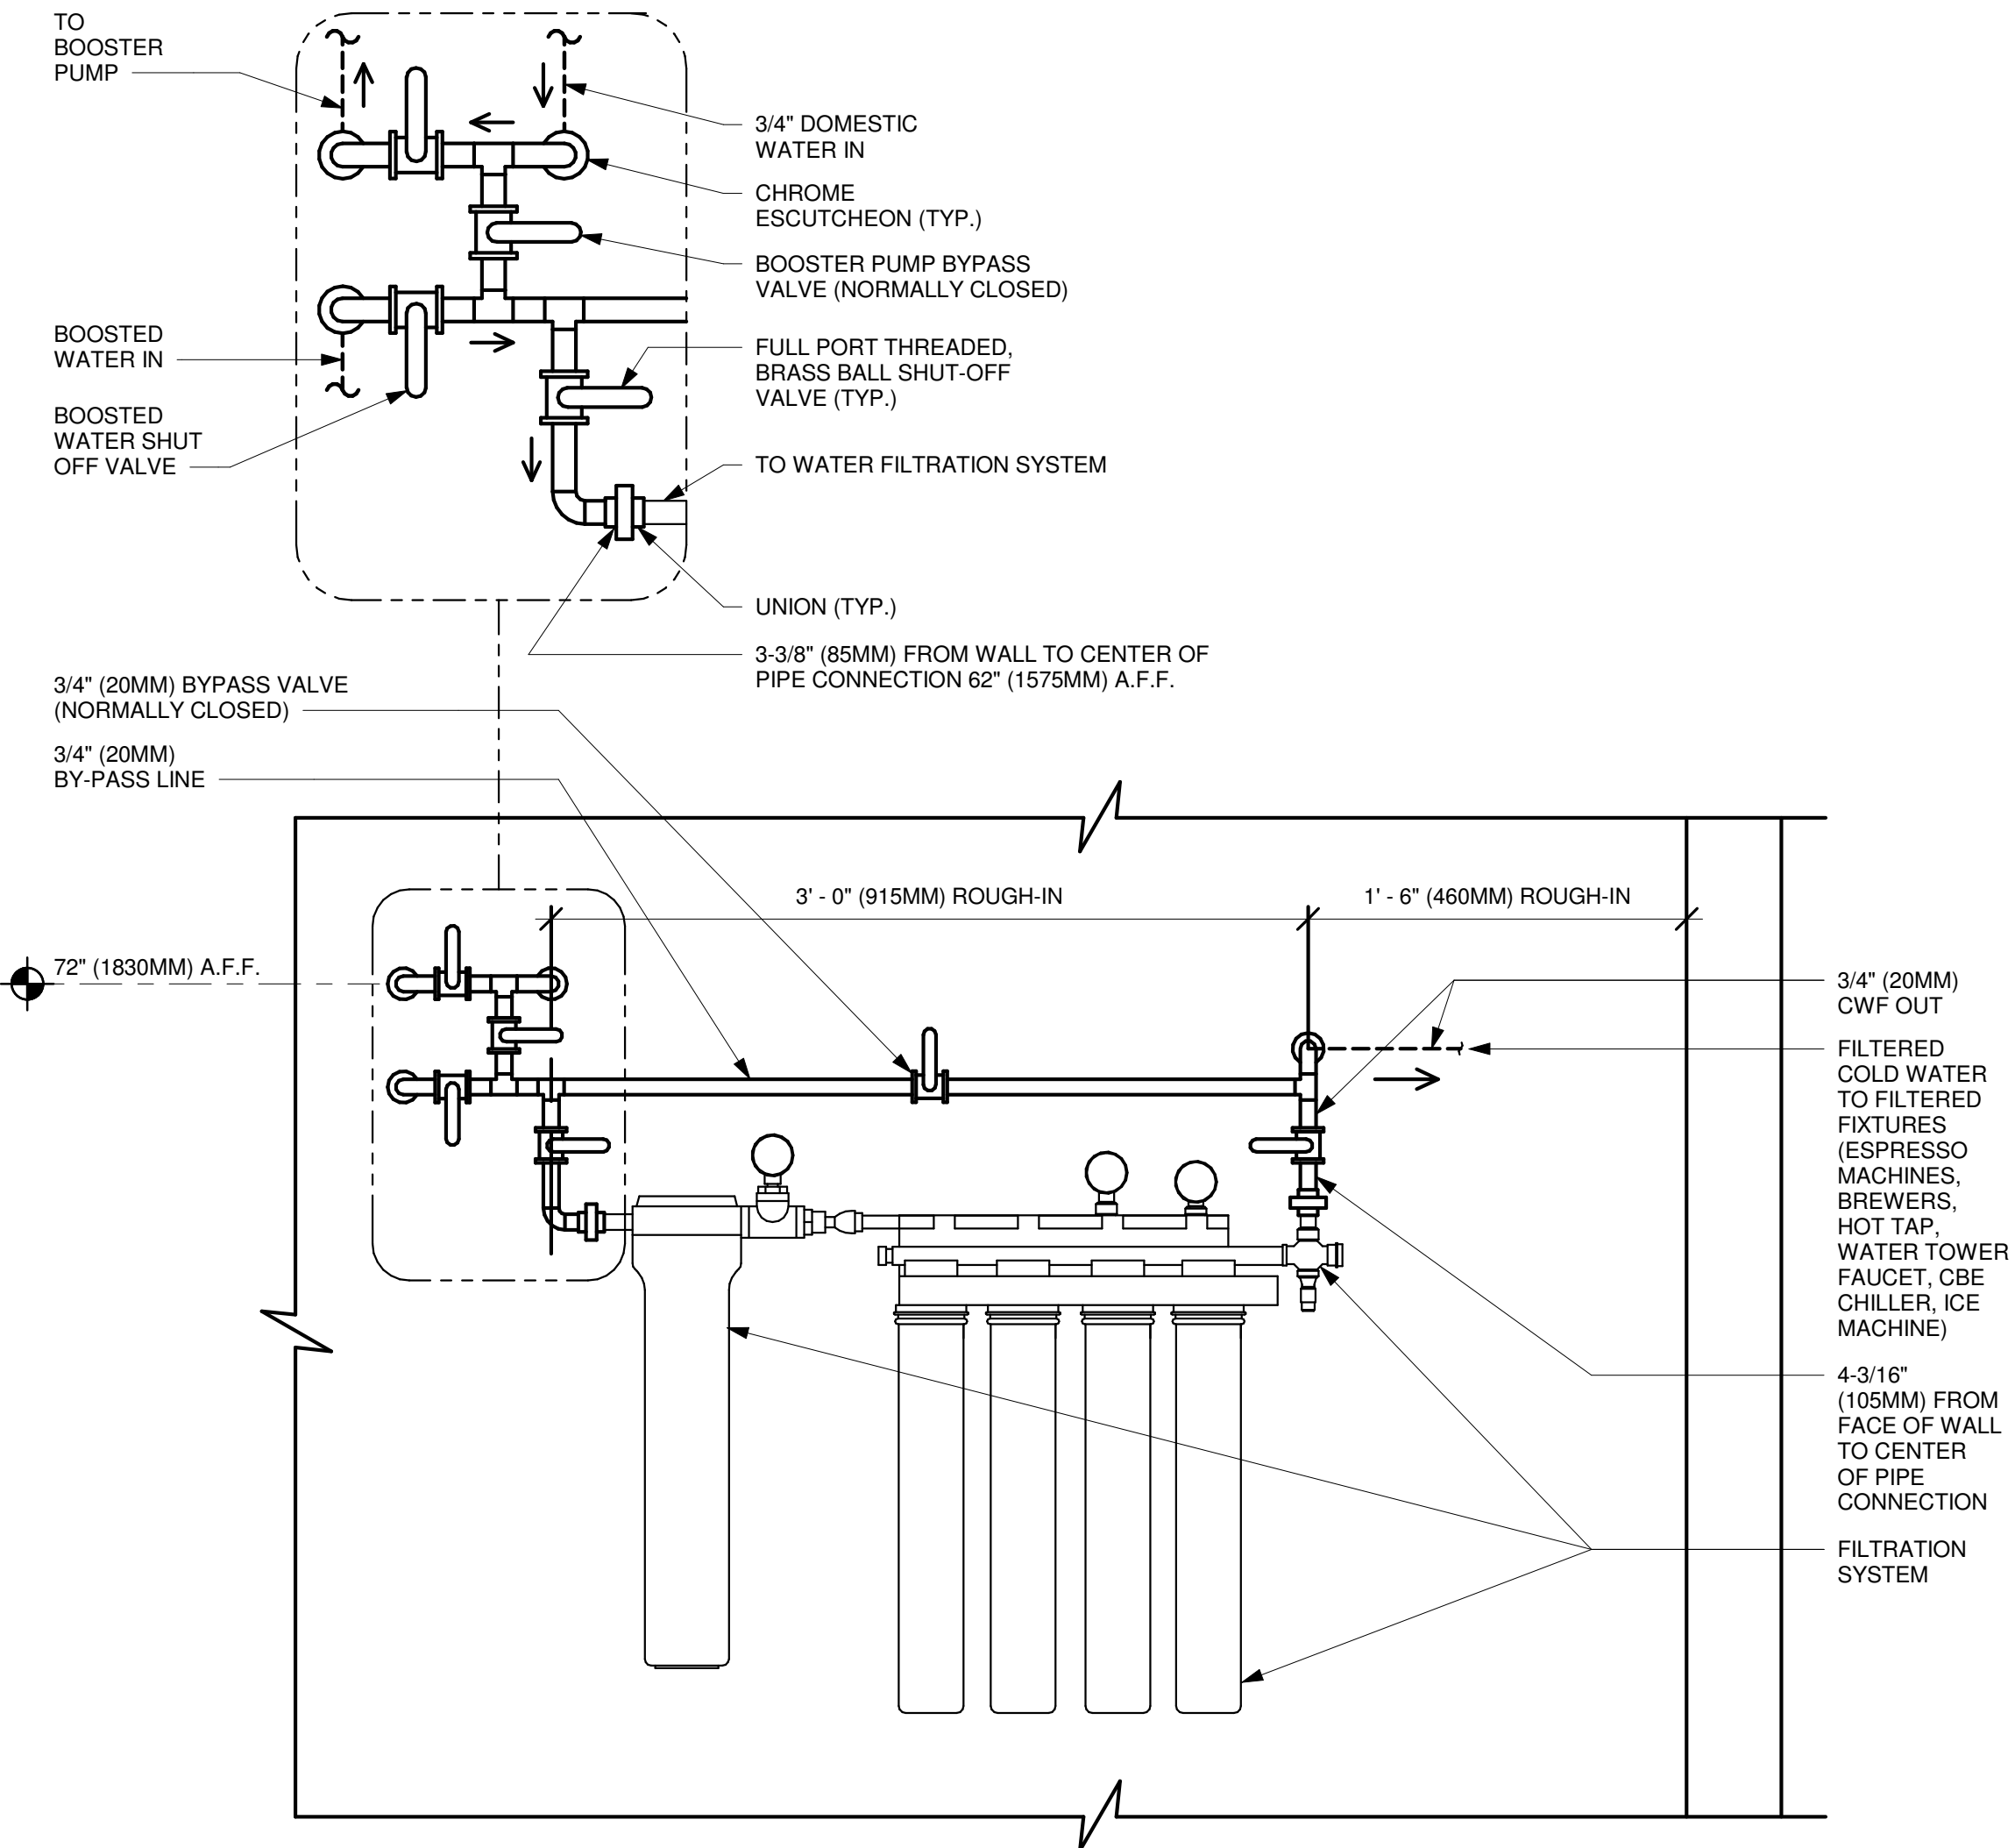 TO
BOOSTER
PUMP
3/4" DOMESTIC
WATER IN
CHROME
ESCUTCHEON (TYP.)
BOOSTER PUMP BYPASS
VALVE (NORMALLY CLOSED)
BOOSTED
WATER IN
FULL PORT THREADED,
BRASS BALL SHUT-OFF
VALVE (TYP.)
BOOSTED
WATER SHUT
OFF VALVE
TO WATER FILTRATION SYSTEM
UNION (TYP.)
3-3/8" (85MM) FROM WALL TO CENTER OF
PIPE CONNECTION 62" (1575MM) A.F.F.
3/4" (20MM) BYPASS VALVE
(NORMALLY CLOSED)
3/4" (20MM)
BY-PASS LINE
3' - 0" (915MM) ROUGH-IN
1' - 6" (460MM) ROUGH-IN
72" (1830MM) A.F.F.
3/4" (20MM)
CWF OUT
FILTERED
COLD WATER
TO FILTERED
FIXTURES
(ESPRESSO
MACHINES,
BREWERS,
HOT TAP,
WATER TOWER
FAUCET, CBE
CHILLER, ICE
MACHINE)
4-3/16"
(105MM) FROM
FACE OF WALL
TO CENTER
OF PIPE
CONNECTION
FILTRATION
SYSTEM